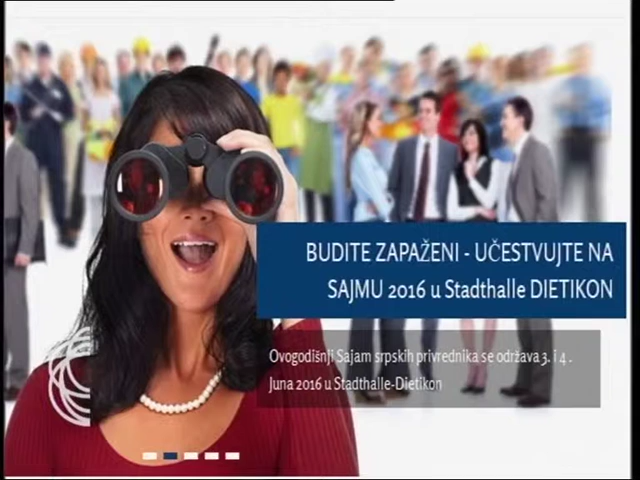 BUDITE ZAPAŽENI - UČESTVUJTE NA
SAJMU 2016 u Stadthalle DIETIKON
Ovogodišnji Sajam srpskih privrednika se održava 3. i 4 .
Juna 2016 u Stadthalle-Dietikon